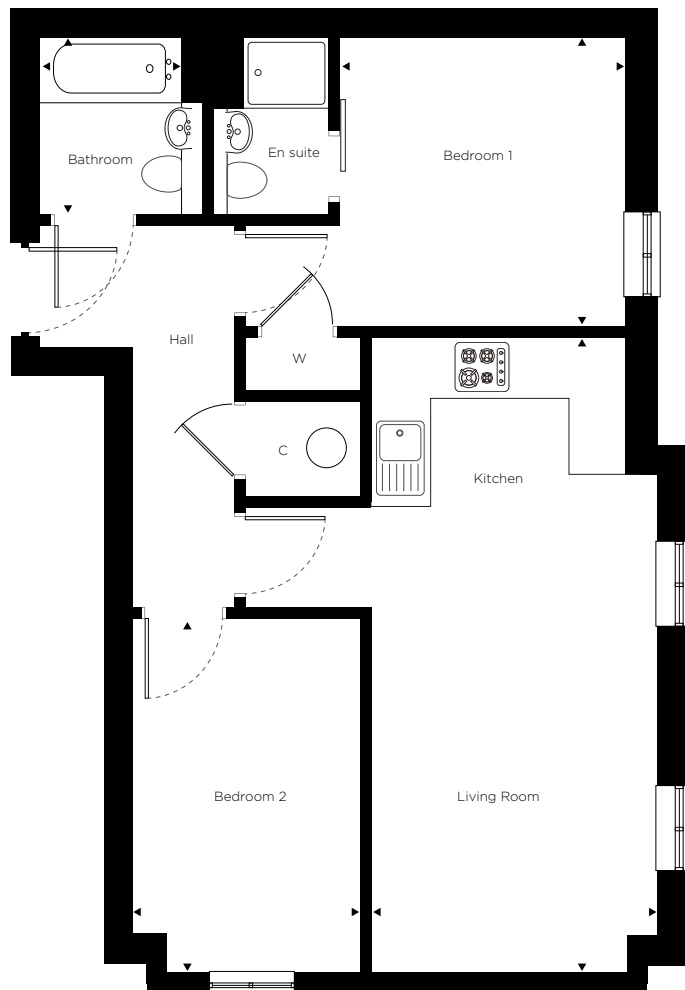 Bathroom
En suite
Bedroom 1
Hall
W
C
Kitchen
Bedroom 2
Living Room